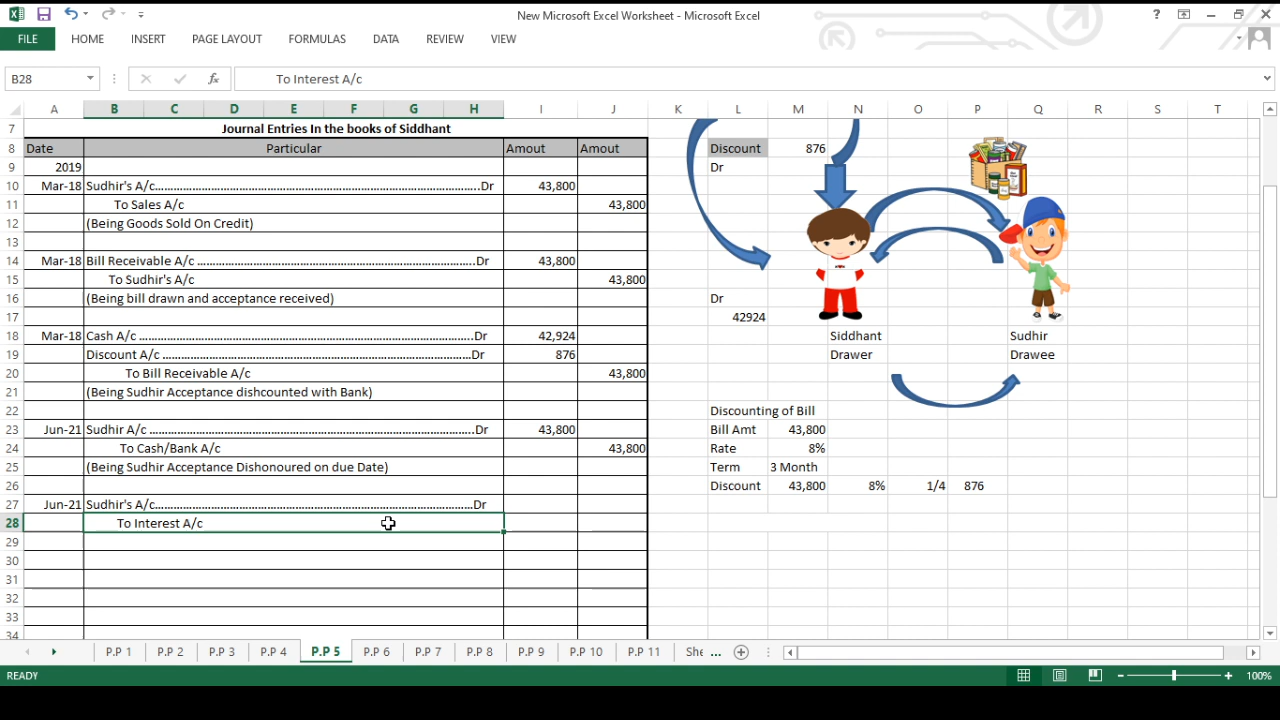 New Microsoft Excel Worksheet - Microsoft Excel
FILE HOME INSERT PAGE LAYOUT FORMULAS DATA REVIEW VIEW
B28 fx To Interest A/c
A B C D E F G H I J K L M N O P Q R S T
7 Journal Entries In the books of Siddhant
8 Date Particular Amout Amout Discount 876
9 2019 Dr
10 Mar-18 Sudhir's A/c......Dr 43,800
11 To Sales A/c 43,800
12 (Being Goods Sold On Credit)
13
14 Mar-18 Bill Receivable A/c ......Dr 43,800
15 To Sudhir's A/c 43,800
16 (Being bill drawn and acceptance received) Dr
17 42924
18 Mar-18 Cash A/c ......Dr 42,924 Siddhant Sudhir
19 Discount A/c ......Dr 876 Drawer Drawee
20 To Bill Receivable A/c 43,800
21 (Being Sudhir Acceptance dishcounted with Bank)
22 Discounting of Bill
23 Jun-21 Sudhir A/c ......Dr 43,800 Bill Amt 43,800
24 To Cash/Bank A/c 43,800 Rate 8%
25 (Being Sudhir Acceptance Dishonoured on due Date) Term 3 Month
26 Discount 43,800 8% 1/4 876
27 Jun-21 Sudhir's A/c......Dr
28 To Interest A/c
29
30
31
32
33
34
P.P 1 P.P 2 P.P 3 P.P 4 P.P 5 P.P 6 P.P 7 P.P 8 P.P 9 P.P 10 P.P 11 She ...
READY 100%